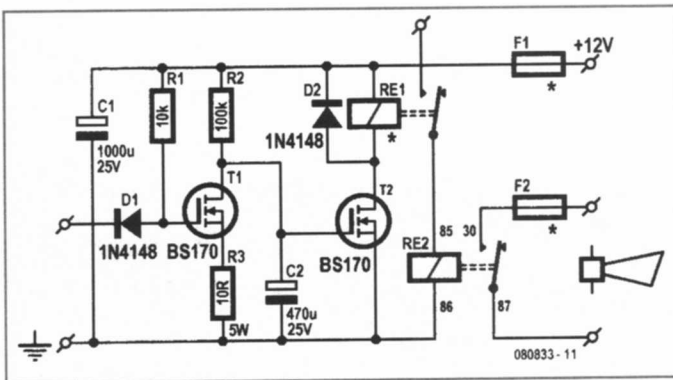 F1
+12V
*
R1
R2
10k
100k
C1
1000u
25V
D2
1N4148
RE1
*
D1
1N4148
T1
BS170
T2
BS170
R3
10R
5W
C2
470u
25V
85
30
F2
*
RE2
86
87
080833 - 11